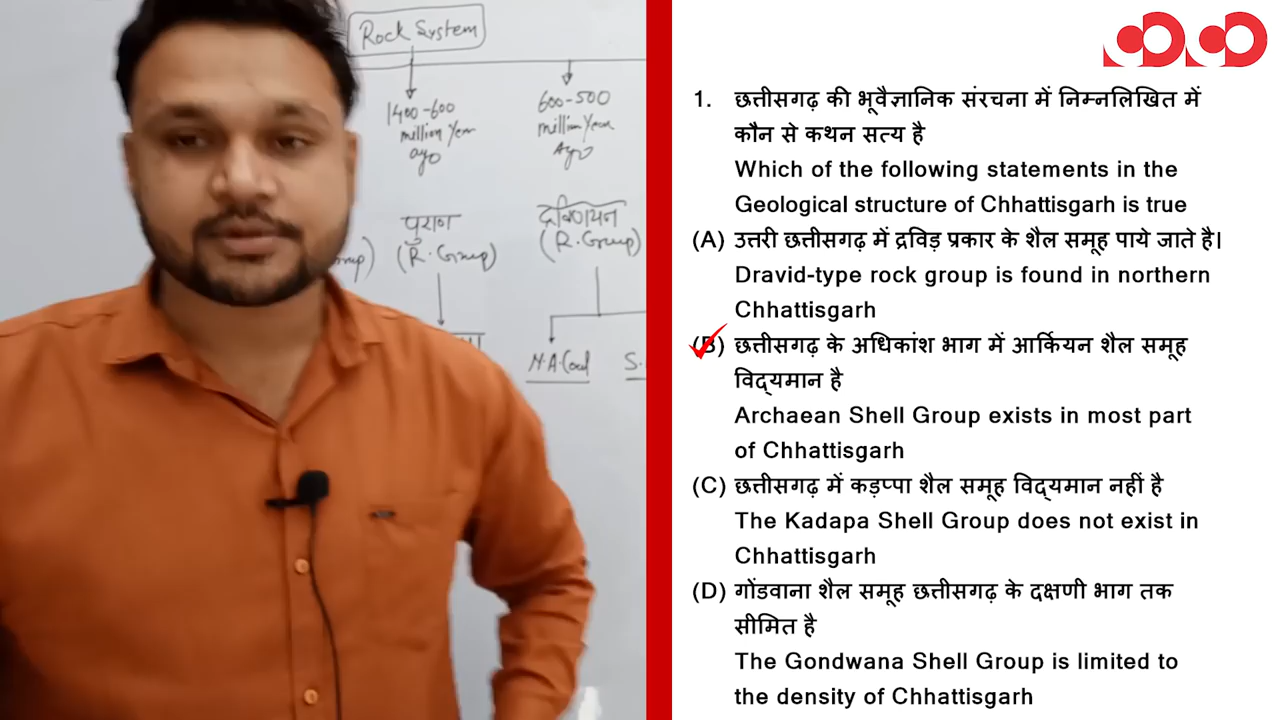 Rock System
1400-600
million Year
ago
600-500
million Year
Ago
पुरान
(R. Group)
(R. Group)
N.A.Cood
S.
1. छत्तीसगढ़ की भूवैज्ञानिक संरचना में निम्नलिखित में
कौन से कथन सत्य है
Which of the following statements in the
Geological structure of Chhattisgarh is true
(A) उत्तरी छत्तीसगढ़ में द्रविड़ प्रकार के शैल समूह पाये जाते है।
Dravid-type rock group is found in northern
Chhattisgarh
(B) छत्तीसगढ़ के अधिकांश भाग में आर्कियन शैल समूह
विद्यमान है
Archaean Shell Group exists in most part
of Chhattisgarh
(C) छत्तीसगढ़ में कड़प्पा शैल समूह विद्यमान नहीं है
The Kadapa Shell Group does not exist in
Chhattisgarh
(D) गोंडवाना शैल समूह छत्तीसगढ़ के दक्षणी भाग तक
सीमित है
The Gondwana Shell Group is limited to
the density of Chhattisgarh